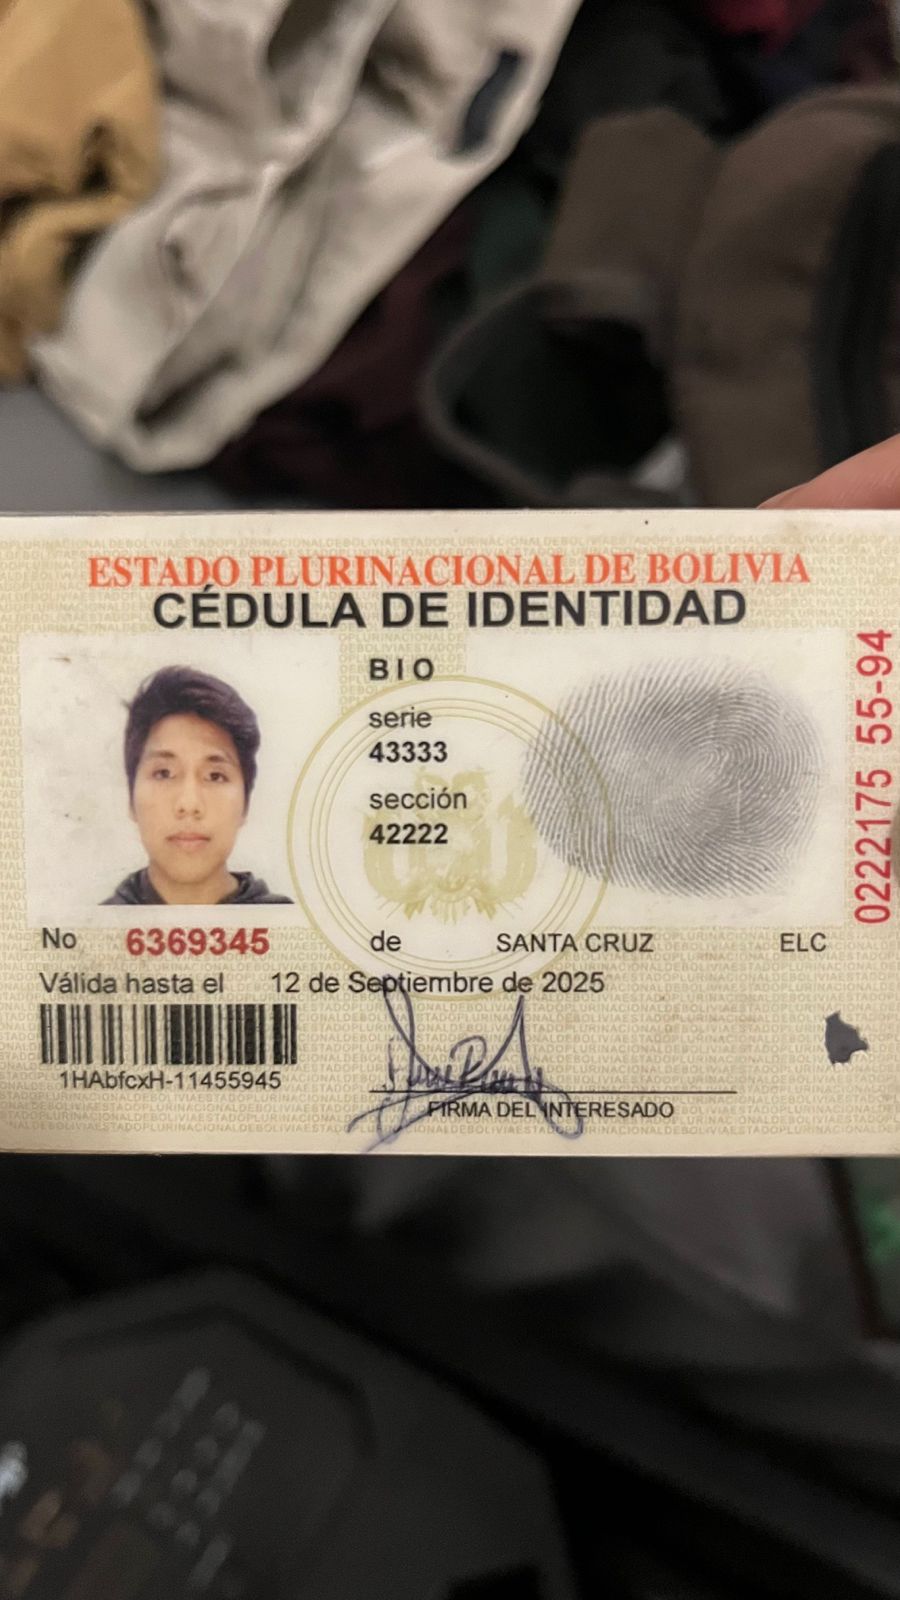 ESTADO PLURINACIONAL DE BOLIVIA
CÉDULA DE IDENTIDAD
BIO
serie
43333
sección
42222
0222175 55-94
No 6369345 de SANTA CRUZ ELC
Válida hasta el 12 de Septiembre de 2025
1HAbfcxH-11455945
FIRMA DEL INTERESADO